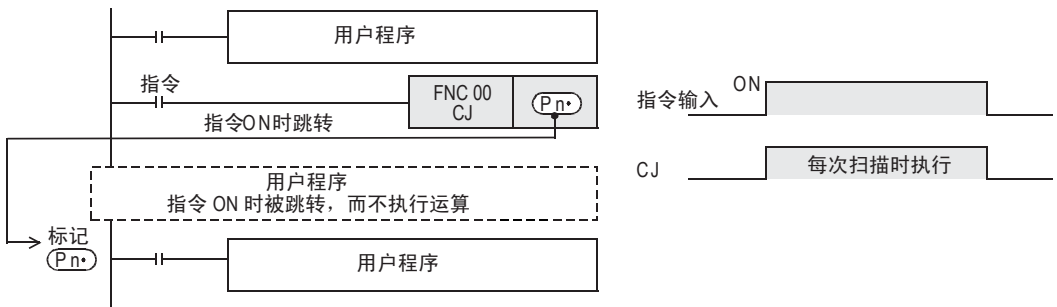 用户程序
指令
FNC 00
CJ
Pn•
指令ON时跳转
用户程序
指令 ON 时被跳转，而不执行运算
标记
Pn•
用户程序
指令输入
ON
CJ
每次扫描时执行